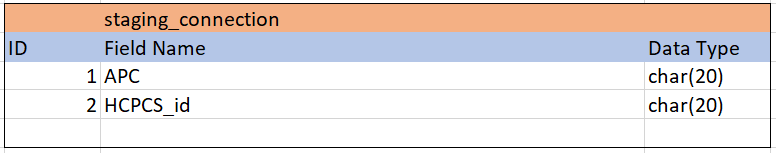 staging_connection
ID Field Name Data Type
1 APC char(20)
2 HCPCS_id char(20)